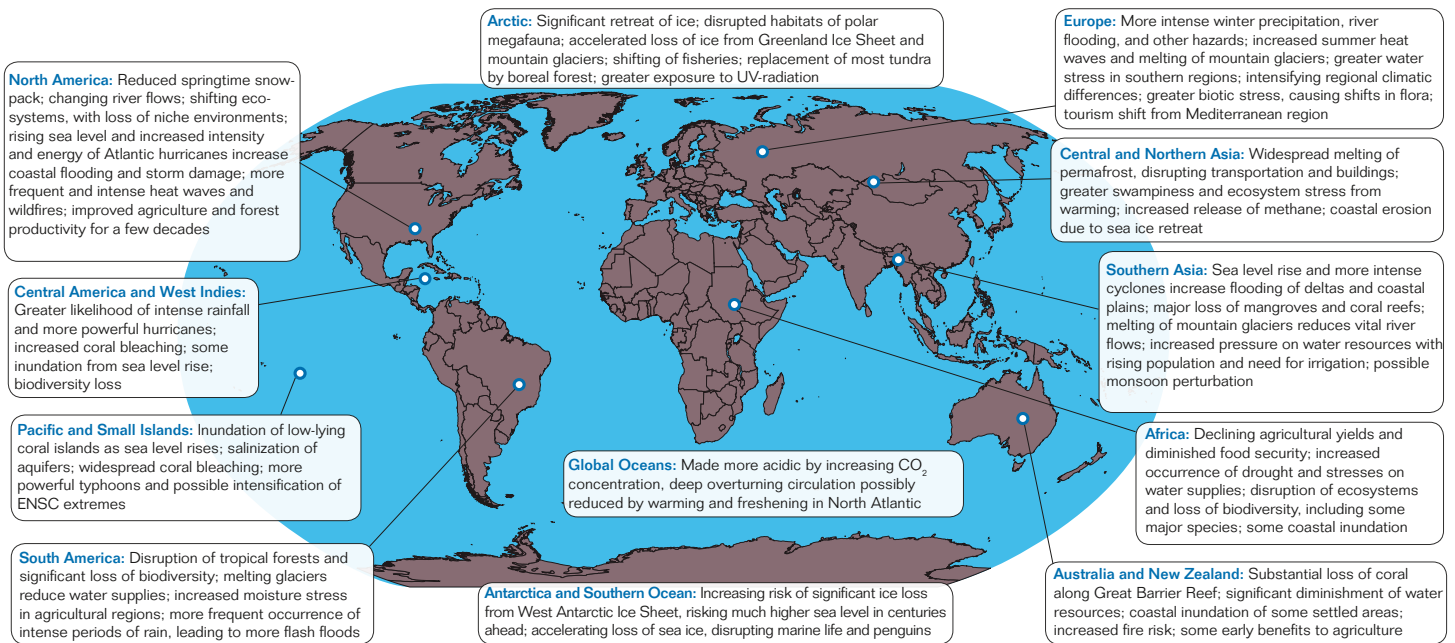 Arctic: Significant retreat of ice; disrupted habitats of polar
megafauna; accelerated loss of ice from Greenland Ice Sheet and
mountain glaciers; shifting of fisheries; replacement of most tundra
by boreal forest; greater exposure to UV-radiation
Europe: More intense winter precipitation, river
flooding, and other hazards; increased summer heat
waves and melting of mountain glaciers; greater water
stress in southern regions; intensifying regional climatic
differences; greater biotic stress, causing shifts in flora;
tourism shift from Mediterranean region
North America: Reduced springtime snow-
pack; changing river flows; shifting eco-
systems, with loss of niche environments;
rising sea level and increased intensity
and energy of Atlantic hurricanes increase
coastal flooding and storm damage; more
frequent and intense heat waves and
wildfires; improved agriculture and forest
productivity for a few decades
Central and Northern Asia: Widespread melting of
permafrost, disrupting transportation and buildings;
greater swampiness and ecosystem stress from
warming; increased release of methane; coastal erosion
due to sea ice retreat
Southern Asia: Sea level rise and more intense
cyclones increase flooding of deltas and coastal
plains; major loss of mangroves and coral reefs;
melting of mountain glaciers reduces vital river
flows; increased pressure on water resources with
rising population and need for irrigation; possible
monsoon perturbation
Central America and West Indies:
Greater likelihood of intense rainfall
and more powerful hurricanes;
increased coral bleaching; some
inundation from sea level rise;
biodiversity loss
Pacific and Small Islands: Inundation of low-lying
coral islands as sea level rises; salinization of
aquifers; widespread coral bleaching; more
powerful typhoons and possible intensification of
ENSC extremes
Global Oceans: Made more acidic by increasing CO₂
concentration, deep overturning circulation possibly
reduced by warming and freshening in North Atlantic
Africa: Declining agricultural yields and
diminished food security; increased
occurrence of drought and stresses on
water supplies; disruption of ecosystems
and loss of biodiversity, including some
major species; some coastal inundation
South America: Disruption of tropical forests and
significant loss of biodiversity; melting glaciers
reduce water supplies; increased moisture stress
in agricultural regions; more frequent occurrence of
intense periods of rain, leading to more flash floods
Antarctica and Southern Ocean: Increasing risk of significant ice loss
from West Antarctic Ice Sheet, risking much higher sea level in centuries
ahead; accelerating loss of sea ice, disrupting marine life and penguins
Australia and New Zealand: Substantial loss of coral
along Great Barrier Reef; significant diminishment of water
resources; coastal inundation of some settled areas;
increased fire risk; some early benefits to agriculture